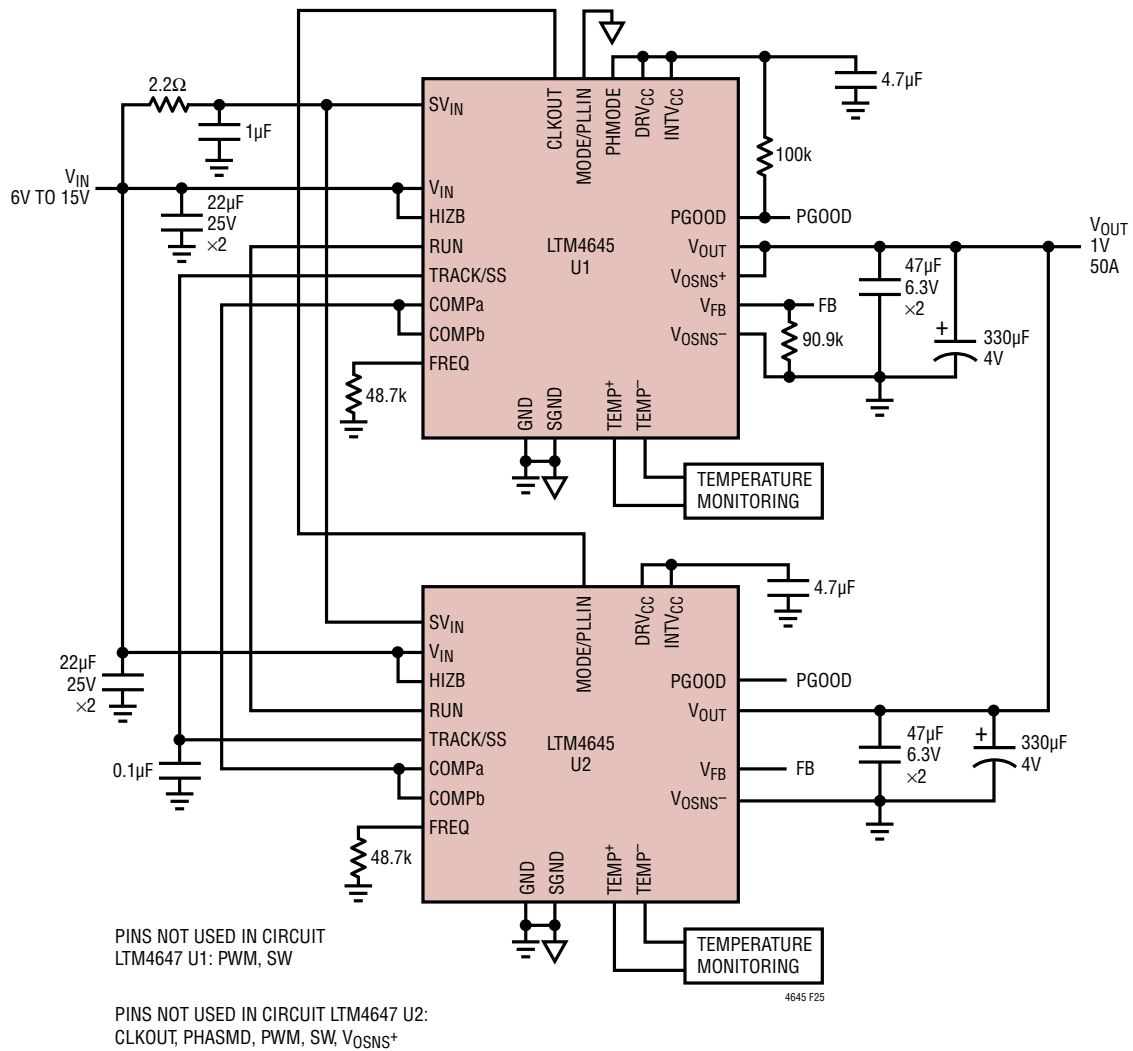 2.2Ω
1µF
VIN
6V TO 15V
22µF
25V
×2
SVIN
VIN
HIZB
RUN
TRACK/SS
COMPa
COMPb
FREQ
48.7k
CLKOUT
MODE/PLLIN
PHMODE
DRVCC
INTVCC
LTM4645
U1
GND
SGND
TEMP+
TEMP–
PGOOD
VOUT
VOSNS+
VFB
VOSNS–
4.7µF
100k
PGOOD
FB
90.9k
47µF
6.3V
×2
+
330µF
4V
VOUT
1V
50A
TEMPERATURE
MONITORING
22µF
25V
×2
0.1µF
SVIN
VIN
HIZB
RUN
TRACK/SS
COMPa
COMPb
FREQ
48.7k
MODE/PLLIN
DRVCC
INTVCC
LTM4645
U2
GND
SGND
TEMP+
TEMP–
PGOOD
VOUT
VFB
VOSNS–
4.7µF
PGOOD
FB
47µF
6.3V
×2
+
330µF
4V
TEMPERATURE
MONITORING
4645 F25
PINS NOT USED IN CIRCUIT
LTM4647 U1: PWM, SW
PINS NOT USED IN CIRCUIT LTM4647 U2:
CLKOUT, PHASMD, PWM, SW, VOSNS+